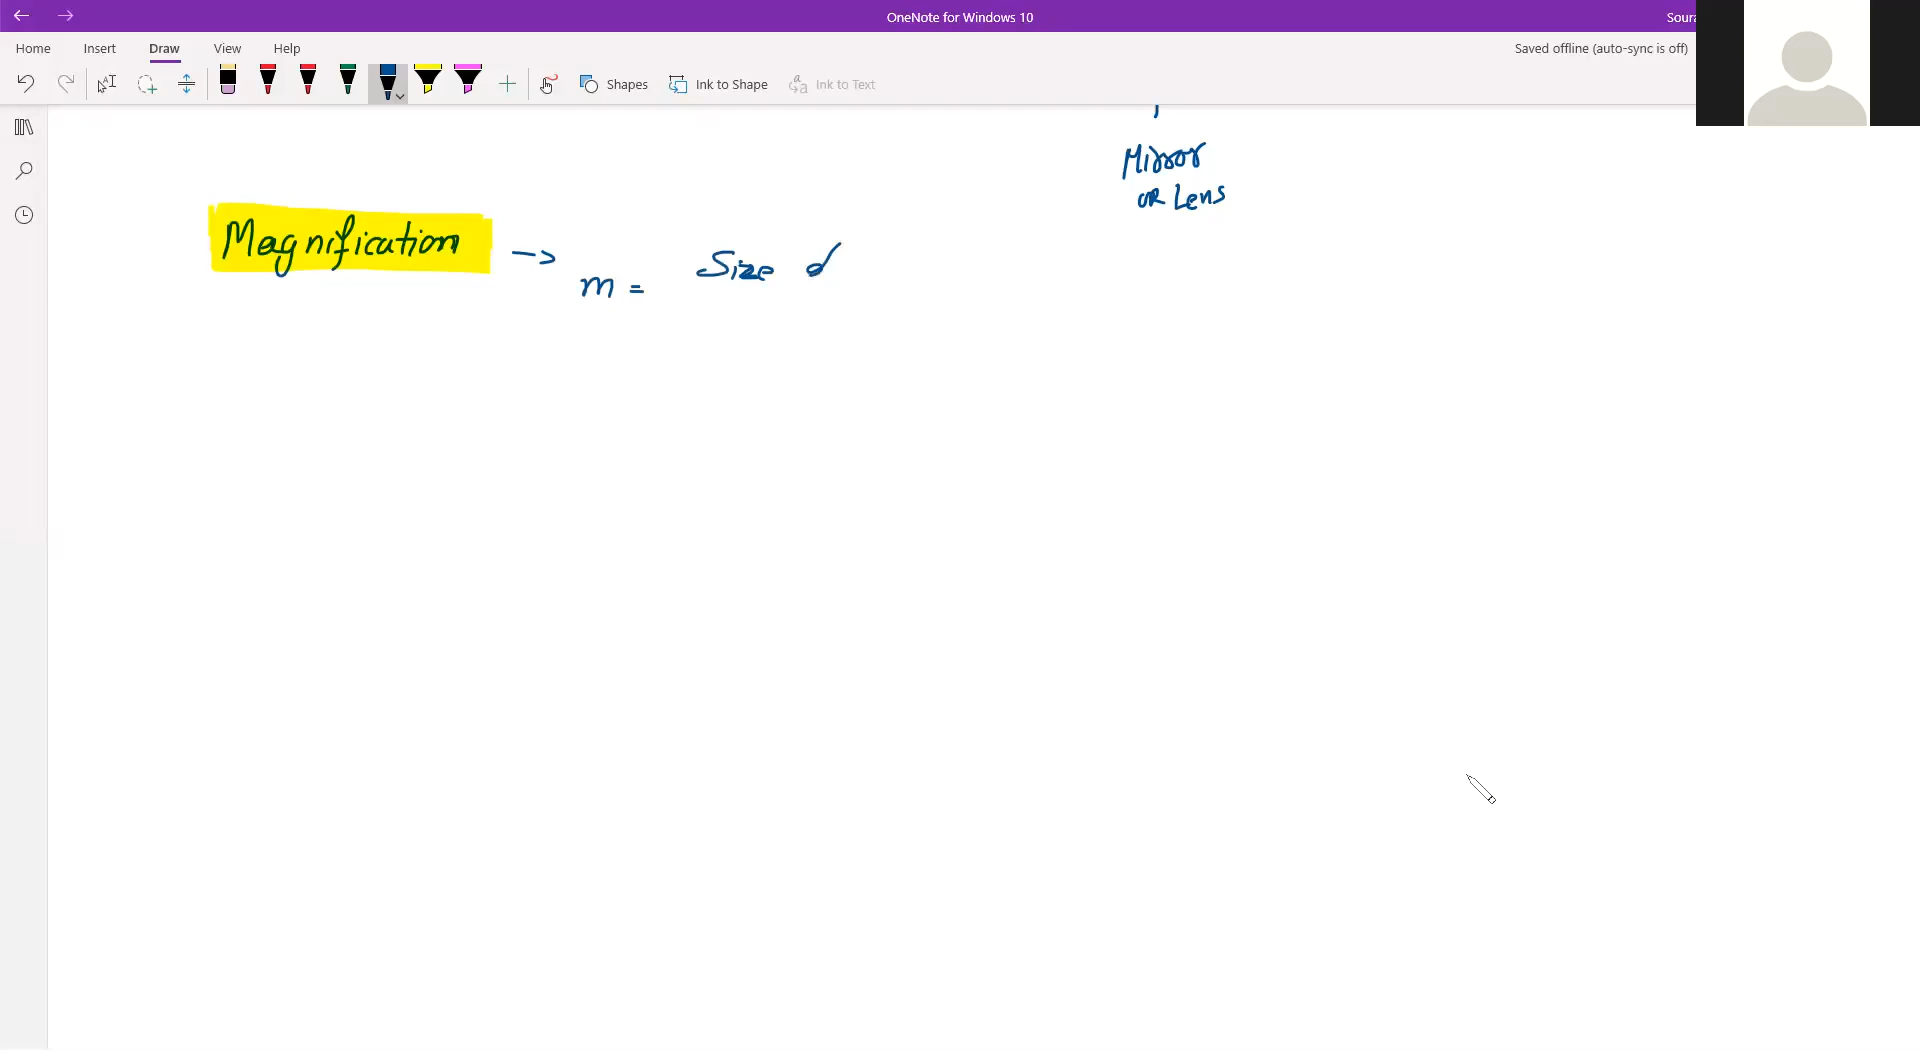 OneNote for Windows 10
Soura
Home Insert Draw View Help
Saved offline (auto-sync is off)
Shapes Ink to Shape Ink to Text
Mirror
OR Lens
Magnification
m = Size